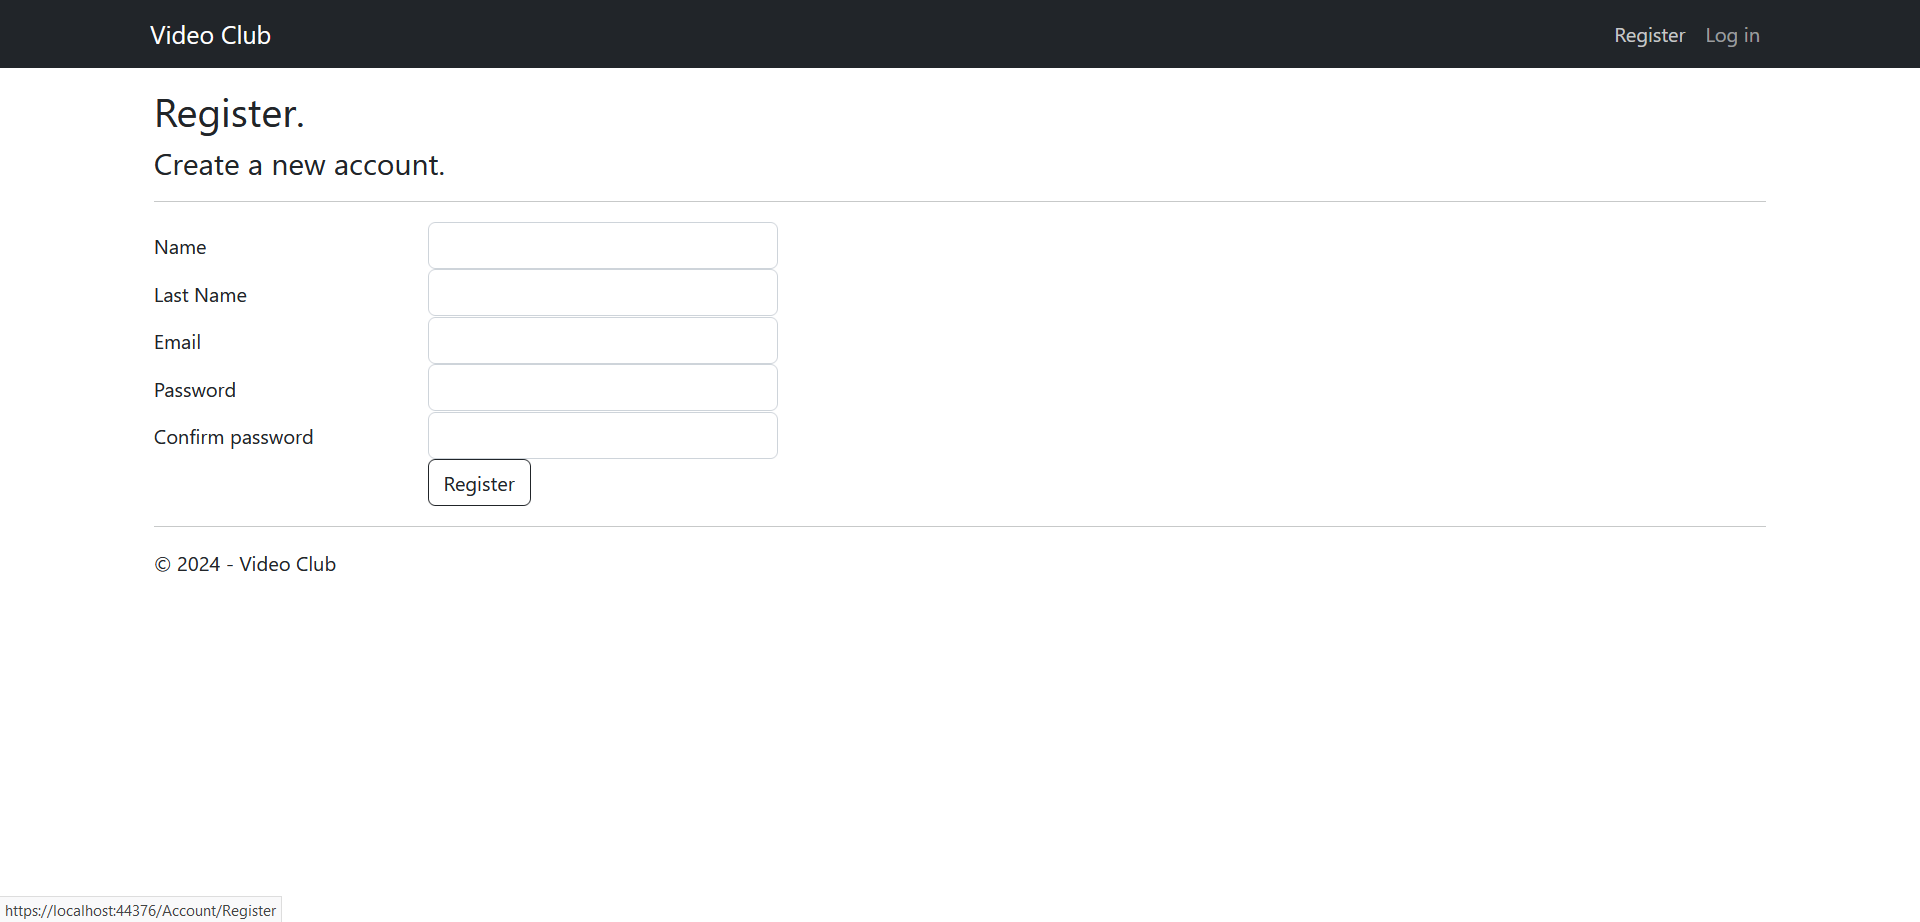 Video Club
Register Log in
Register.
Create a new account.
Name
Last Name
Email
Password
Confirm password
Register
© 2024 - Video Club
https://localhost:44376/Account/Register